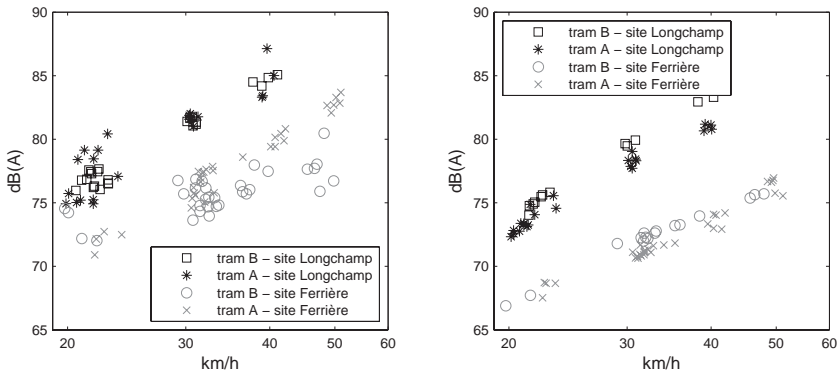 90
85
80
75
70
65
dB(A)
20
30
40
50
60
km/h
tram B – site Longchamp
tram A – site Longchamp
tram B – site Ferrière
tram A – site Ferrière
90
85
80
75
70
65
dB(A)
20
30
40
50
60
km/h
tram B – site Longchamp
tram A – site Longchamp
tram B – site Ferrière
tram A – site Ferrière